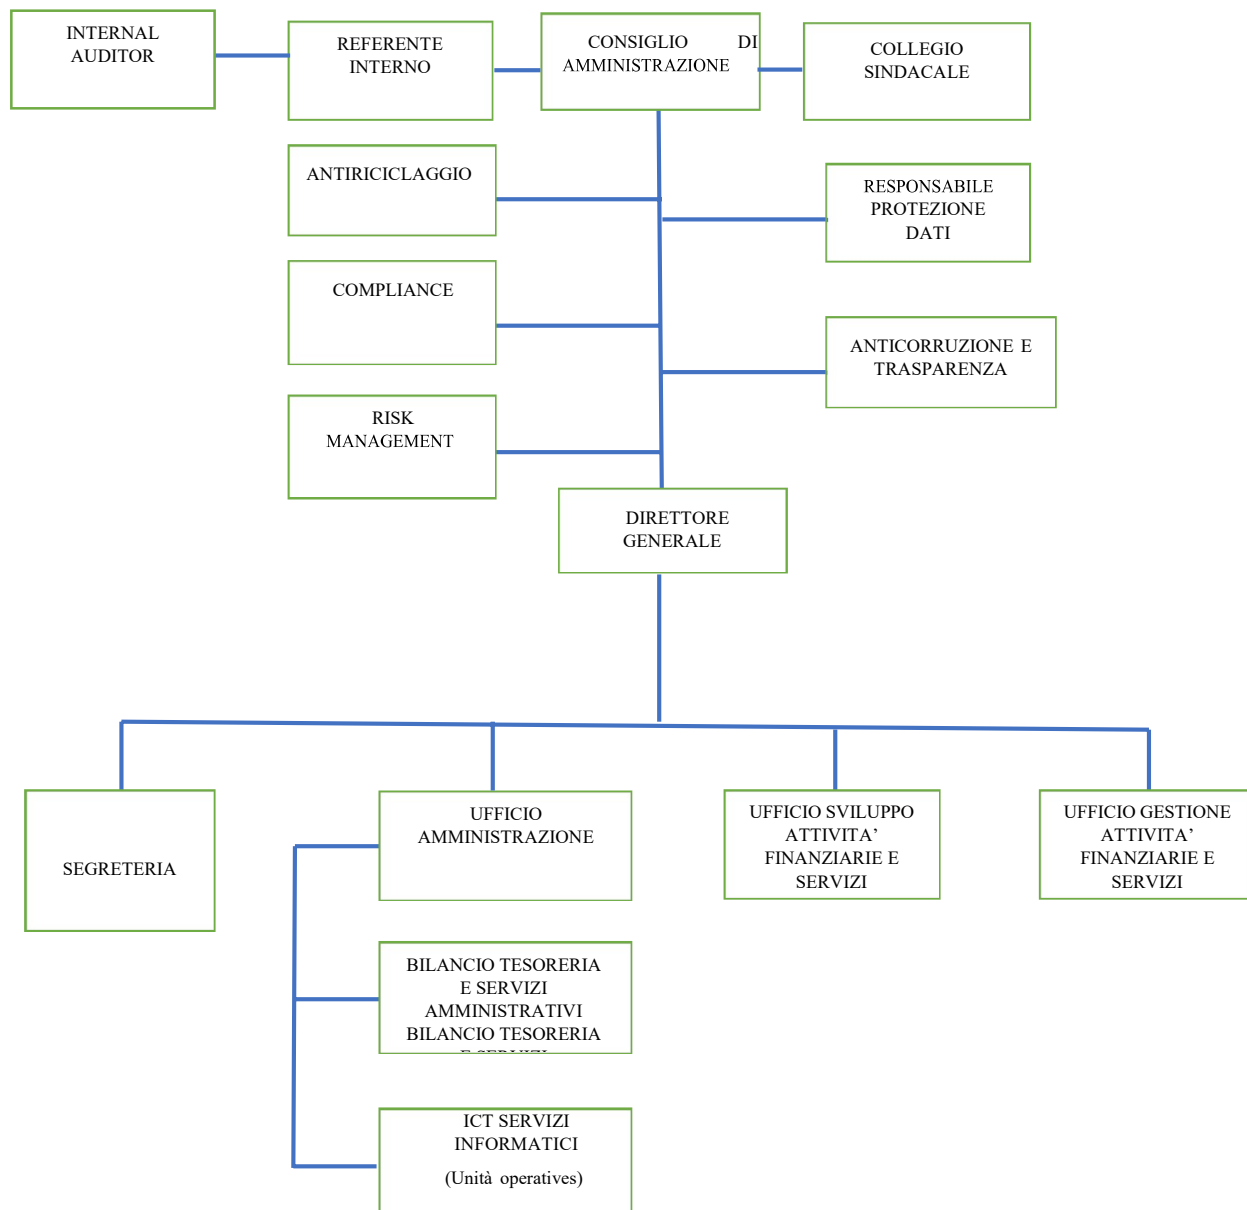 INTERNAL
AUDITOR
REFERENTE
INTERNO
CONSIGLIO DI
AMMINISTRAZIONE
COLLEGIO
SINDACALE
ANTIRICICLAGGIO
RESPONSABILE
PROTEZIONE
DATI
COMPLIANCE
ANTICORRUZIONE E
TRASPARENZA
RISK
MANAGEMENT
DIRETTORE
GENERALE
SEGRETERIA
UFFICIO
AMMINISTRAZIONE
UFFICIO SVILUPPO
ATTIVITA’
FINANZIARIE E
SERVIZI
UFFICIO GESTIONE
ATTIVITA’
FINANZIARIE E
SERVIZI
BILANCIO TESORERIA
E SERVIZI
AMMINISTRATIVI
BILANCIO TESORERIA
E SERVIZI
ICT SERVIZI
INFORMATICI
(Unità operatives)